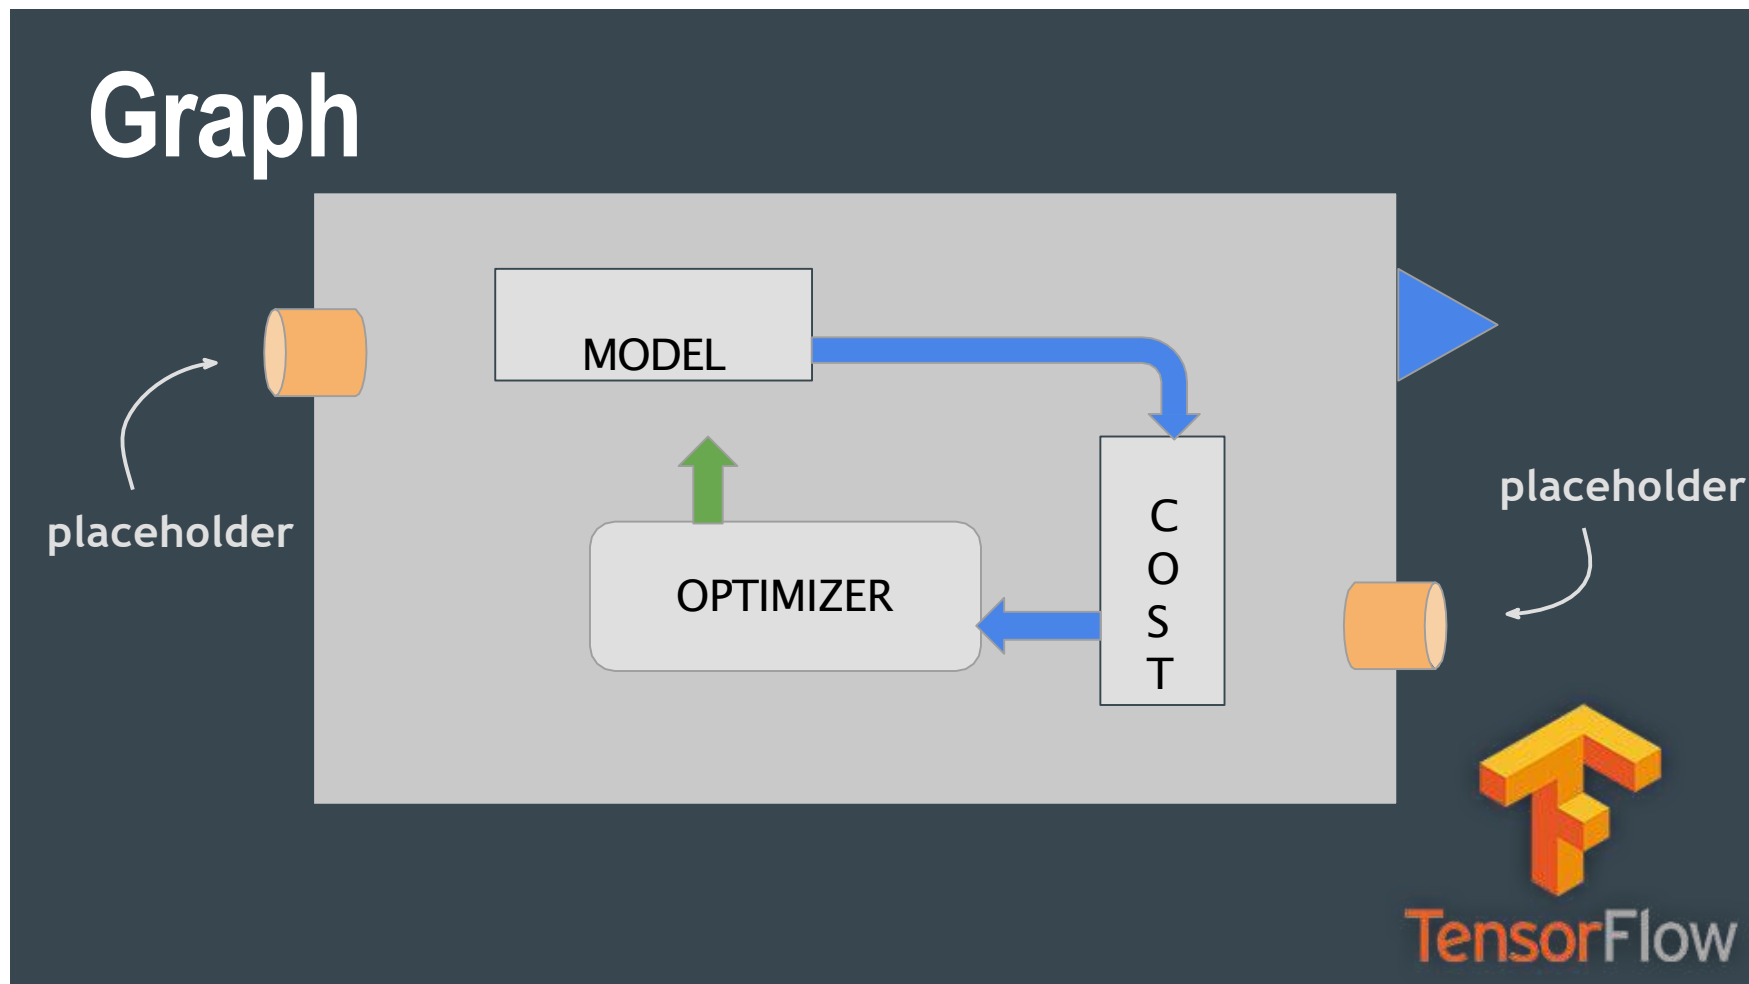 Graph
MODEL
placeholder
placeholder
OPTIMIZER
C
O
S
T
TensorFlow